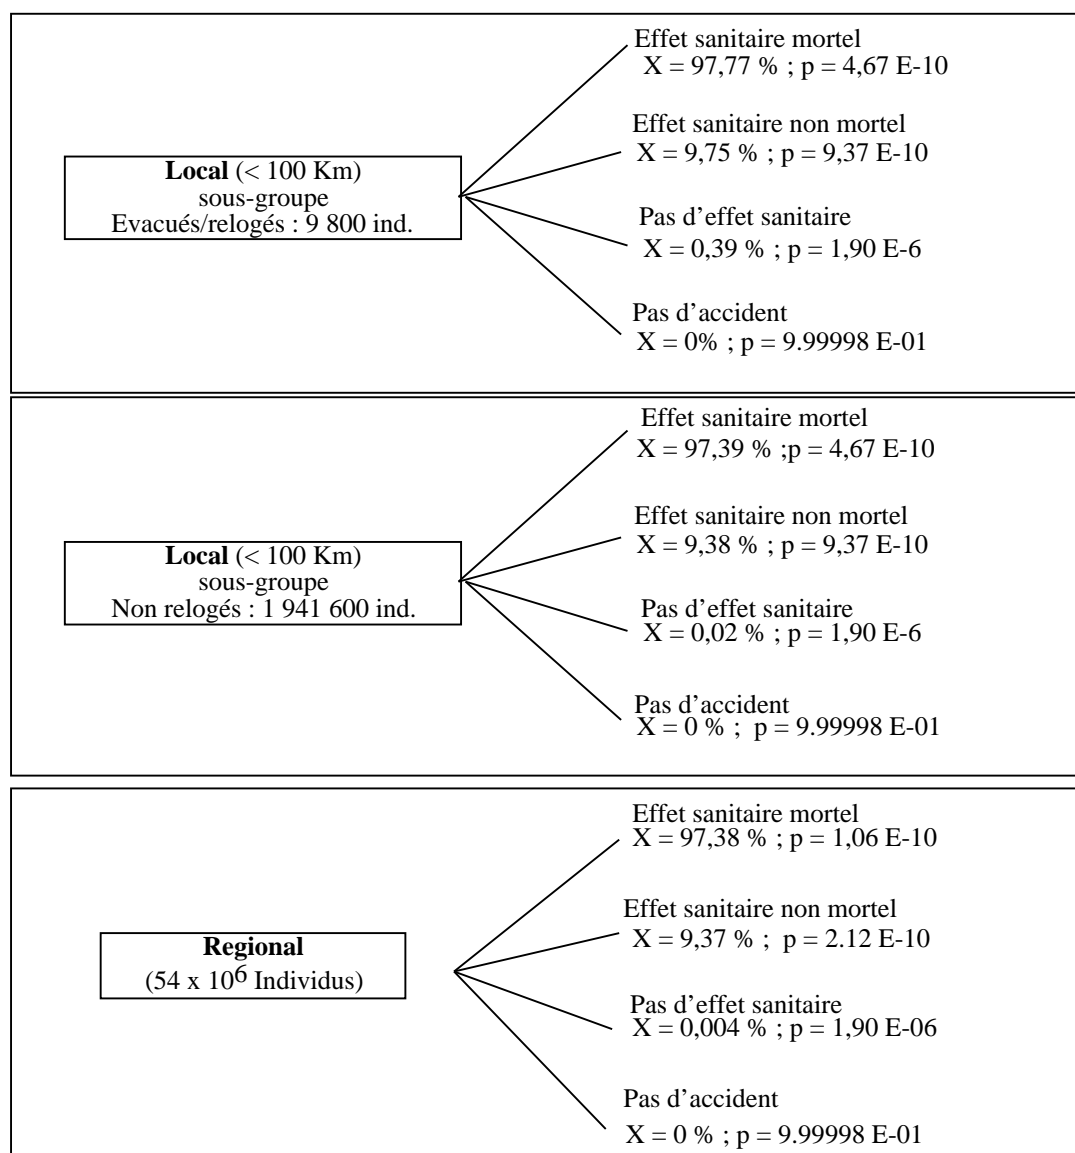 Effet sanitaire mortel
X = 97,77 % ; p = 4,67 E-10
Effet sanitaire non mortel
X = 9,75 % ; p = 9,37 E-10
Local (< 100 Km)
sous-groupe
Evacués/relogés : 9 800 ind.
Pas d’effet sanitaire
X = 0,39 % ; p = 1,90 E-6
Pas d’accident
X = 0% ; p = 9.99998 E-01
Effet sanitaire mortel
X = 97,39 % ;p = 4,67 E-10
Effet sanitaire non mortel
X = 9,38 % ; p = 9,37 E-10
Local (< 100 Km)
sous-groupe
Non relogés : 1 941 600 ind.
Pas d’effet sanitaire
X = 0,02 % ; p = 1,90 E-6
Pas d’accident
X = 0 % ; p = 9.99998 E-01
Effet sanitaire mortel
X = 97,38 % ; p = 1,06 E-10
Effet sanitaire non mortel
X = 9,37 % ; p = 2.12 E-10
Regional
(54 x 10⁶ Individus)
Pas d’effet sanitaire
X = 0,004 % ; p = 1,90 E-06
Pas d’accident
X = 0 % ; p = 9.99998 E-01